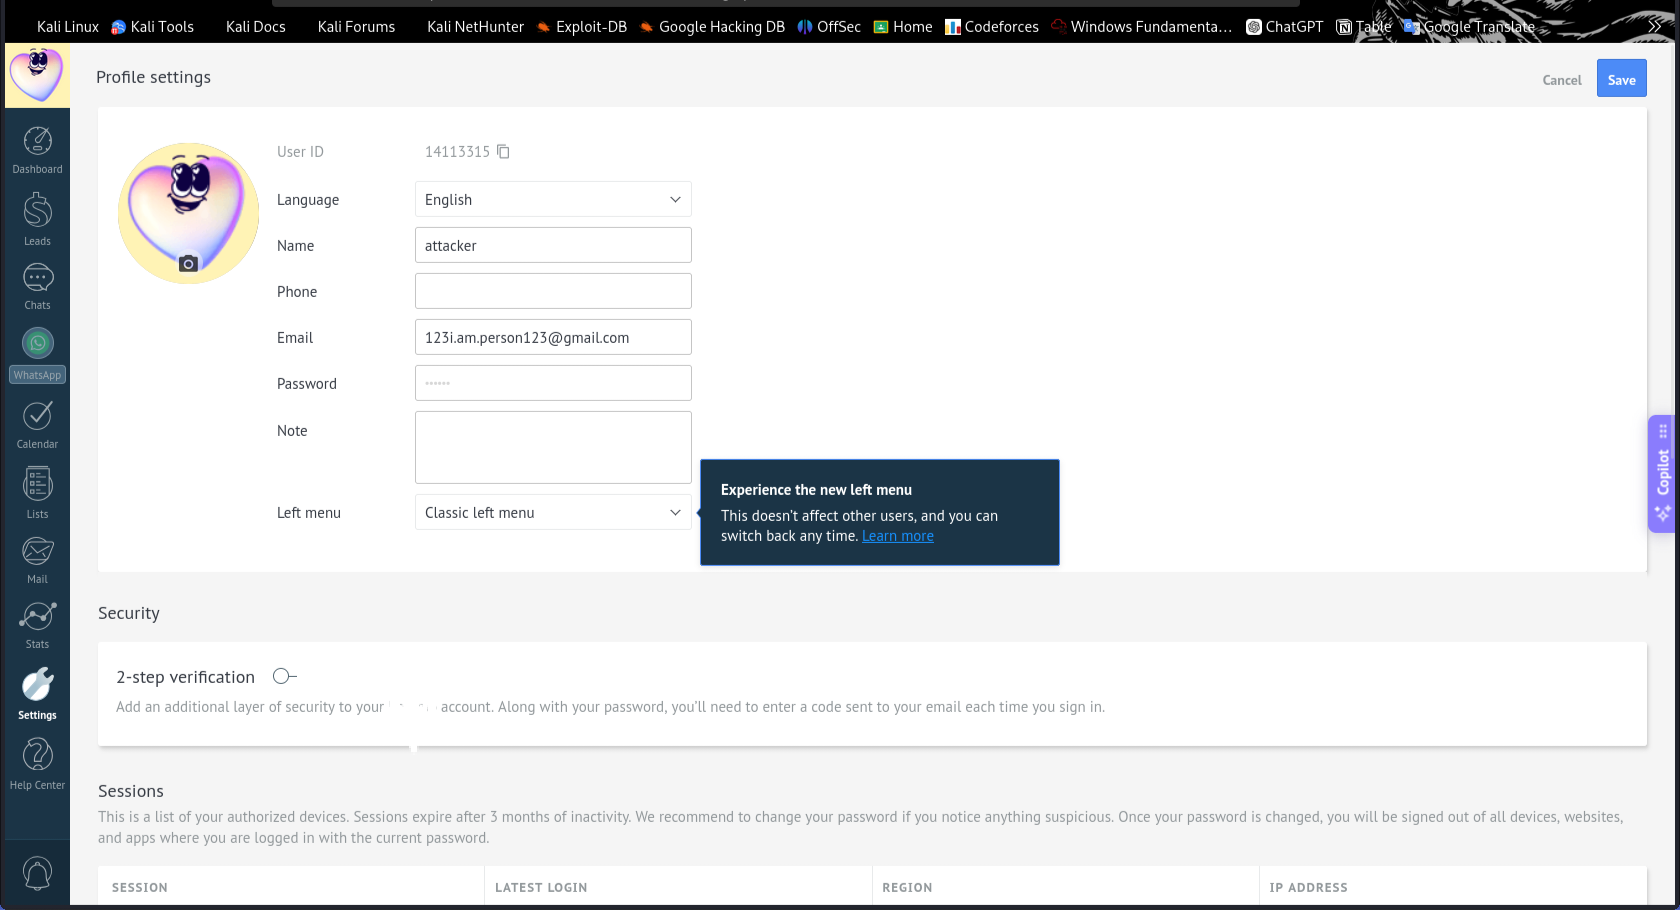 Kali Linux Kali Tools Kali Docs Kali Forums Kali NetHunter Exploit-DB Google Hacking DB OffSec Home Codeforces Windows Fundamenta... ChatGPT Table Google Translate
Profile settings
Cancel Save
User ID 14113315
Language English
Name attacker
Phone
Email 123i.am.person123@gmail.com
Password ••••••
Note
Left menu Classic left menu
Experience the new left menu
This doesn't affect other users, and you can
switch back any time. Learn more
Dashboard
Leads
Chats
WhatsApp
Calendar
Lists
Mail
Stats
Settings
Help Center
Copilot
Security
2-step verification
Add an additional layer of security to your account. Along with your password, you'll need to enter a code sent to your email each time you sign in.
Sessions
This is a list of your authorized devices. Sessions expire after 3 months of inactivity. We recommend to change your password if you notice anything suspicious. Once your password is changed, you will be signed out of all devices, websites,
and apps where you are logged in with the current password.
SESSION LATEST LOGIN REGION IP ADDRESS